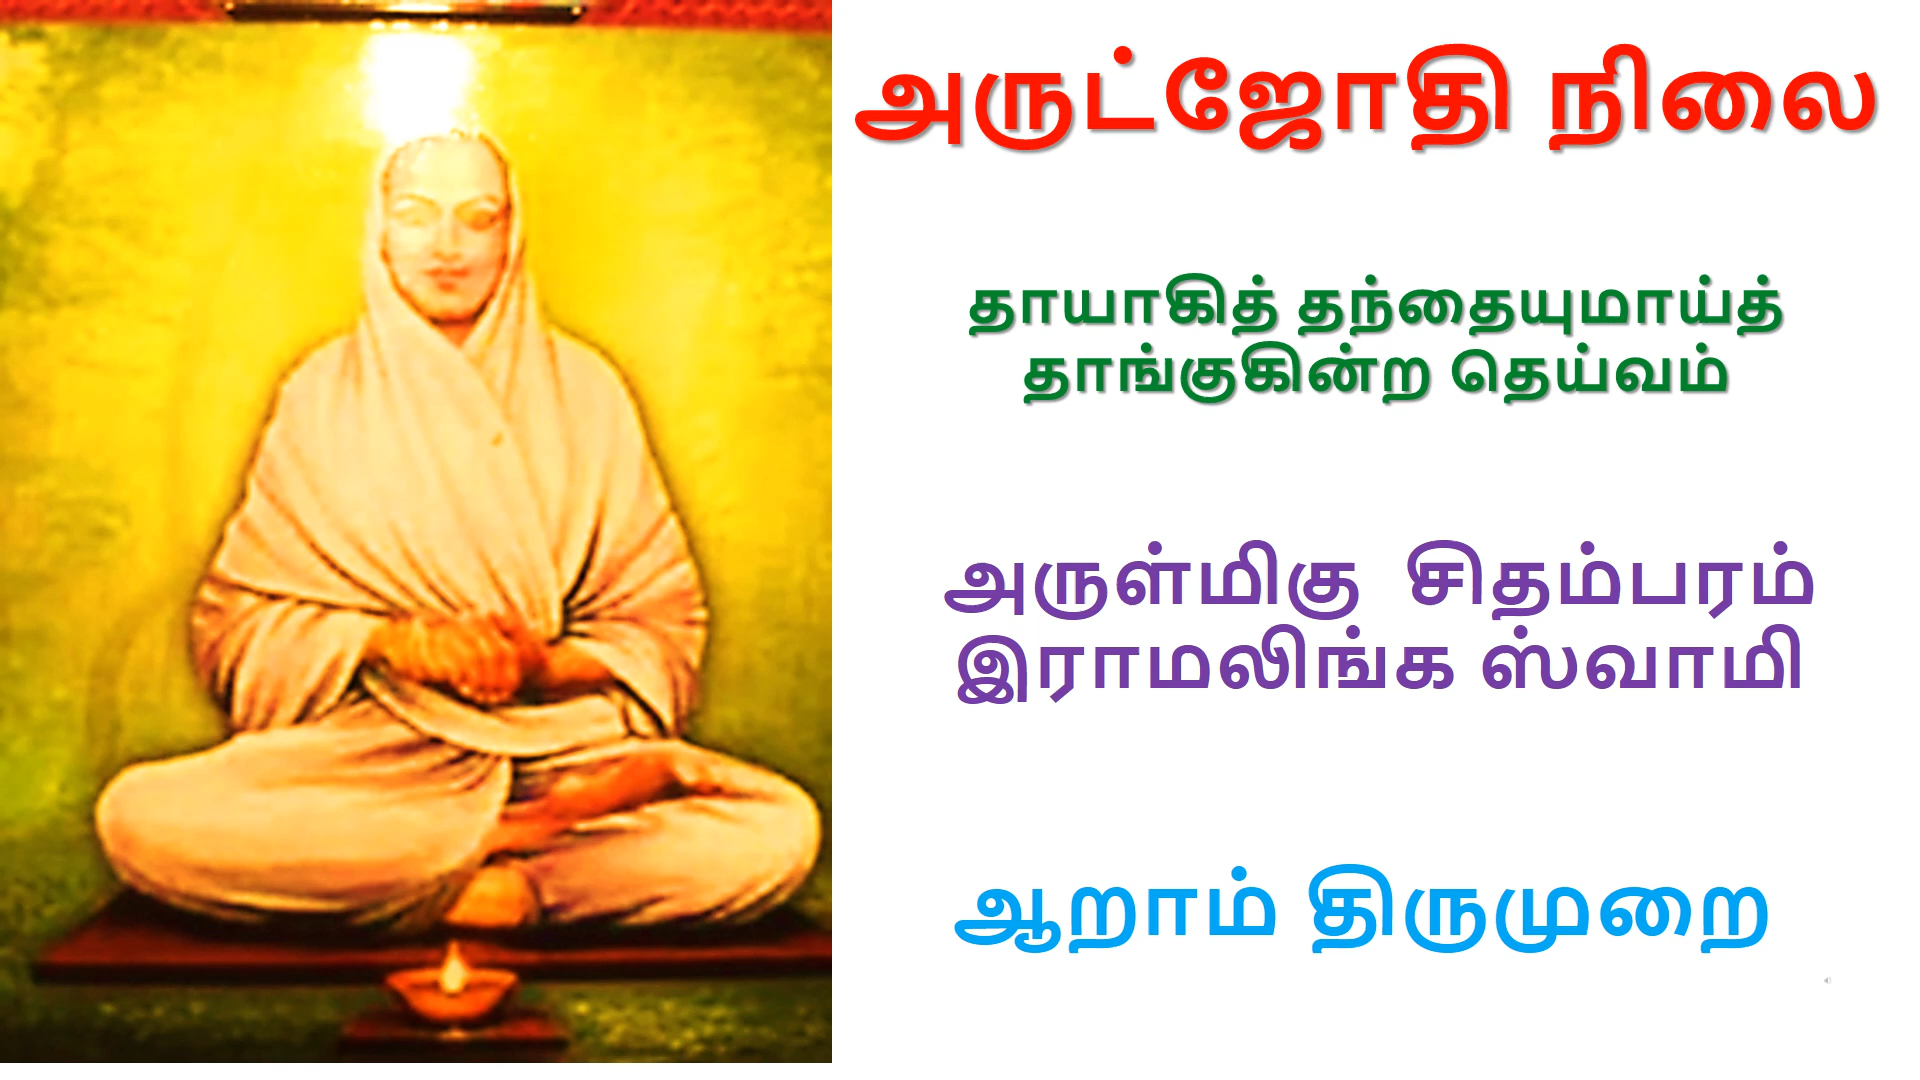 அருட்ஜோதி நிலை
தாயாகித் தந்தையுமாய்த்
தாங்குகின்ற தெய்வம்
அருள்மிகு சிதம்பரம்
இராமலிங்க ஸ்வாமி
ஆறாம் திருமுறை